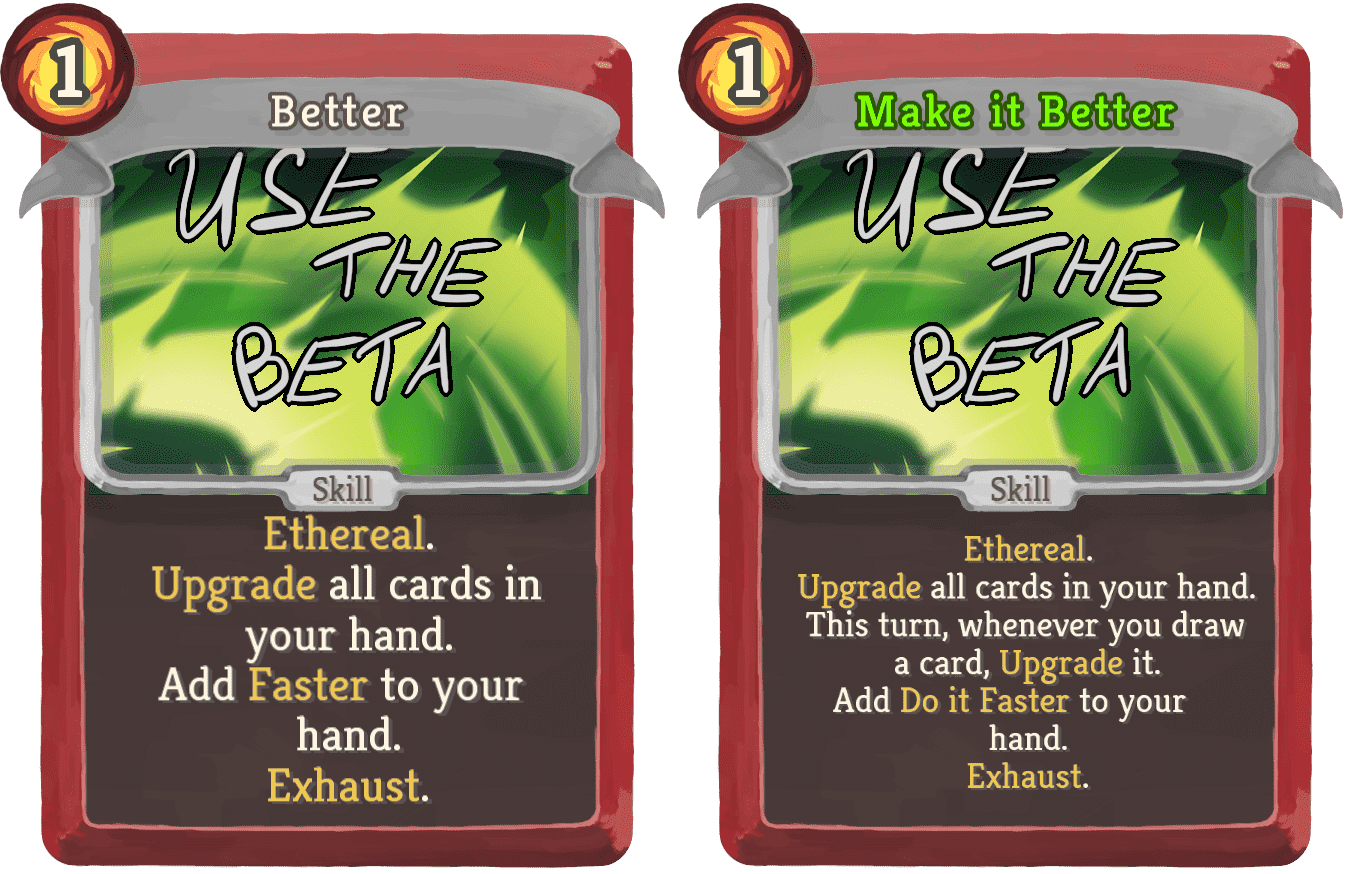 1
Better
USE
THE
BETA
Skill
Ethereal.
Upgrade all cards in
your hand.
Add Faster to your
hand.
Exhaust.
1
Make it Better
USE
THE
BETA
Skill
Ethereal.
Upgrade all cards in your hand.
This turn, whenever you draw
a card, Upgrade it.
Add Do it Faster to your
hand.
Exhaust.